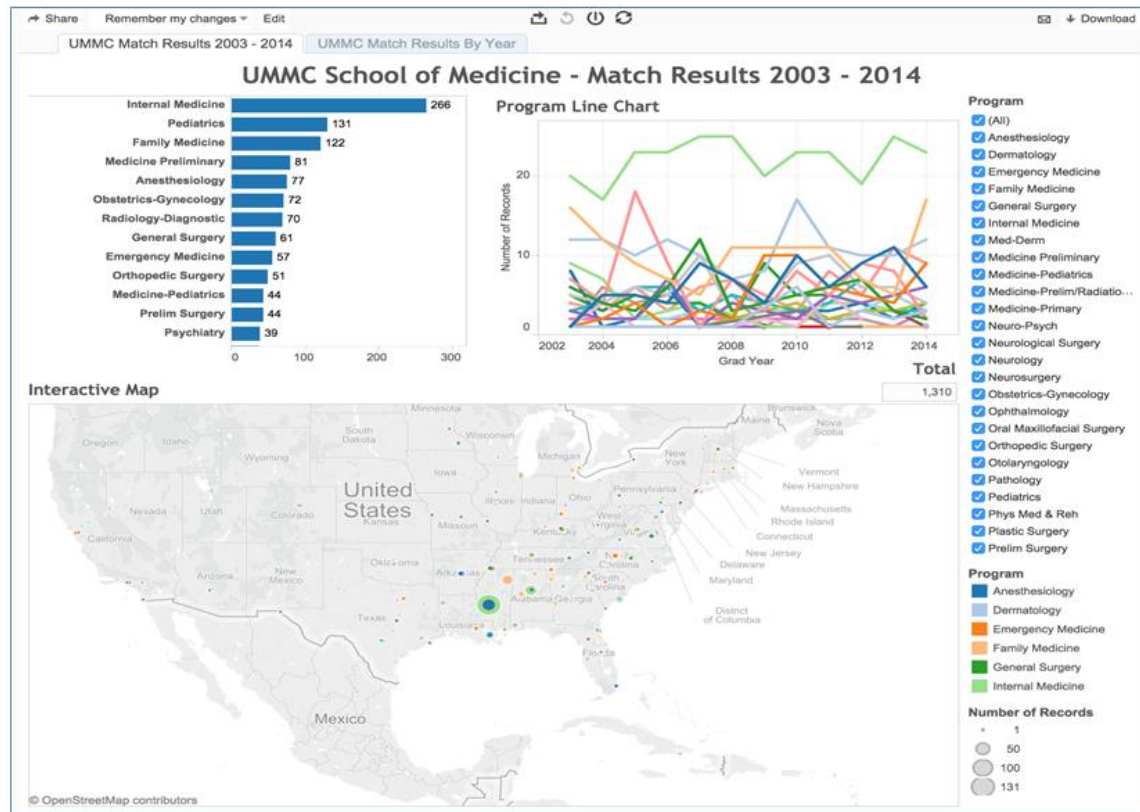 Share Remember my changes Edit Download
UMMC Match Results 2003 - 2014 UMMC Match Results By Year
UMMC School of Medicine - Match Results 2003 - 2014
Internal Medicine 266
Pediatrics 131
Family Medicine 122
Medicine Preliminary 81
Anesthesiology 77
Obstetrics-Gynecology 72
Radiology-Diagnostic 70
General Surgery 61
Emergency Medicine 57
Orthopedic Surgery 51
Medicine-Pediatrics 44
Prelim Surgery 44
Psychiatry 39
0 100 200 300
Program Line Chart
Number of Records
20
10
0
2002 2004 2006 2008 2010 2012 2014
Grad Year
Total
1,310
Program
(All)
Anesthesiology
Dermatology
Emergency Medicine
Family Medicine
General Surgery
Internal Medicine
Med-Derm
Medicine Preliminary
Medicine-Pediatrics
Medicine-Prelim/Radiatio...
Medicine-Primary
Neuro-Psych
Neurological Surgery
Neurology
Neurosurgery
Obstetrics-Gynecology
Ophthalmology
Oral Maxillofacial Surgery
Orthopedic Surgery
Otolaryngology
Pathology
Pediatrics
Phys Med & Reh
Plastic Surgery
Prelim Surgery
Interactive Map
Minnesota
Brunswick
Maine
Nova
Scotia
Oregon
Idaho
South
Dakota
Wisconsin
Michigan
New
York
Wyoming
Iowa
Vermont
New Hampshire
Nevada
Utah
United
States
Illinois
Indiana
Ohio
Pennsylvania
Massachusetts
Rhode Island
Connecticut
Colorado
Kansas
Missouri
Kentucky
West
Virginia
California
New Jersey
Delaware
Maryland
District
of Columbia
Arizona
New
Mexico
Oklahoma
Arkansas
Tennessee
North
Carolina
South
Carolina
Texas
Louisiana
Alabama
Georgia
Florida
Mexico
© OpenStreetMap contributors
Program
Anesthesiology
Dermatology
Emergency Medicine
Family Medicine
General Surgery
Internal Medicine
Number of Records
1
50
100
131